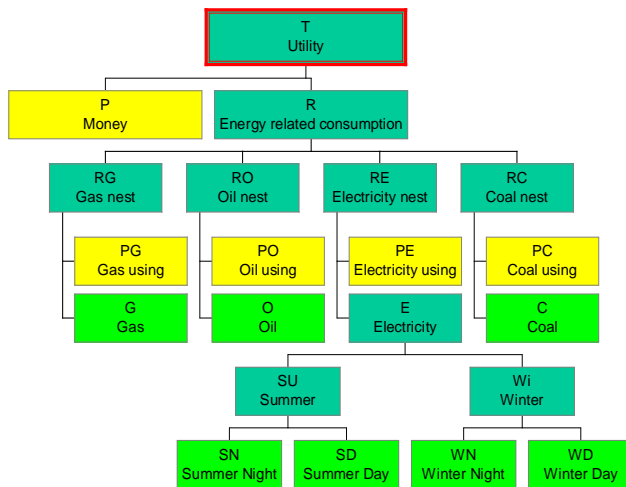 T
Utility
P
Money
R
Energy related consumption
RG
Gas nest
RO
Oil nest
RE
Electricity nest
RC
Coal nest
PG
Gas using
PO
Oil using
PE
Electricity using
PC
Coal using
G
Gas
O
Oil
E
Electricity
C
Coal
SU
Summer
Wi
Winter
SN
Summer Night
SD
Summer Day
WN
Winter Night
WD
Winter Day